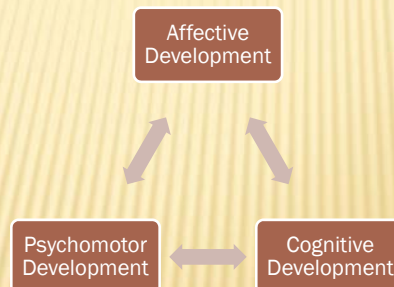 Affective
Development
Psychomotor
Development
Cognitive
Development